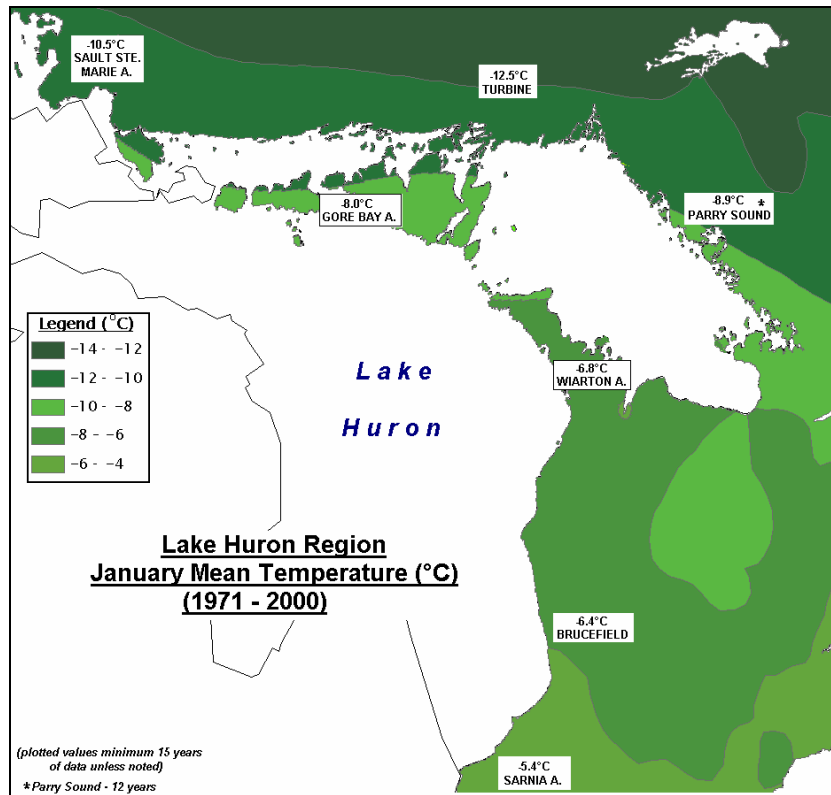 -10.5°C
SAULT STE.
MARIE A.
-12.5°C
TURBINE
-8.0°C
GORE BAY A.
-8.9°C *
PARRY SOUND
Legend (°C)
-14 - -12
-12 - -10
-10 - -8
-8 - -6
-6 - -4
Lake
Huron
-6.8°C
WIARTON A.
Lake Huron Region
January Mean Temperature (°C)
(1971 - 2000)
-6.4°C
BRUCEFIELD
-5.4°C
SARNIA A.
(plotted values minimum 15 years
of data unless noted)
*Parry Sound - 12 years